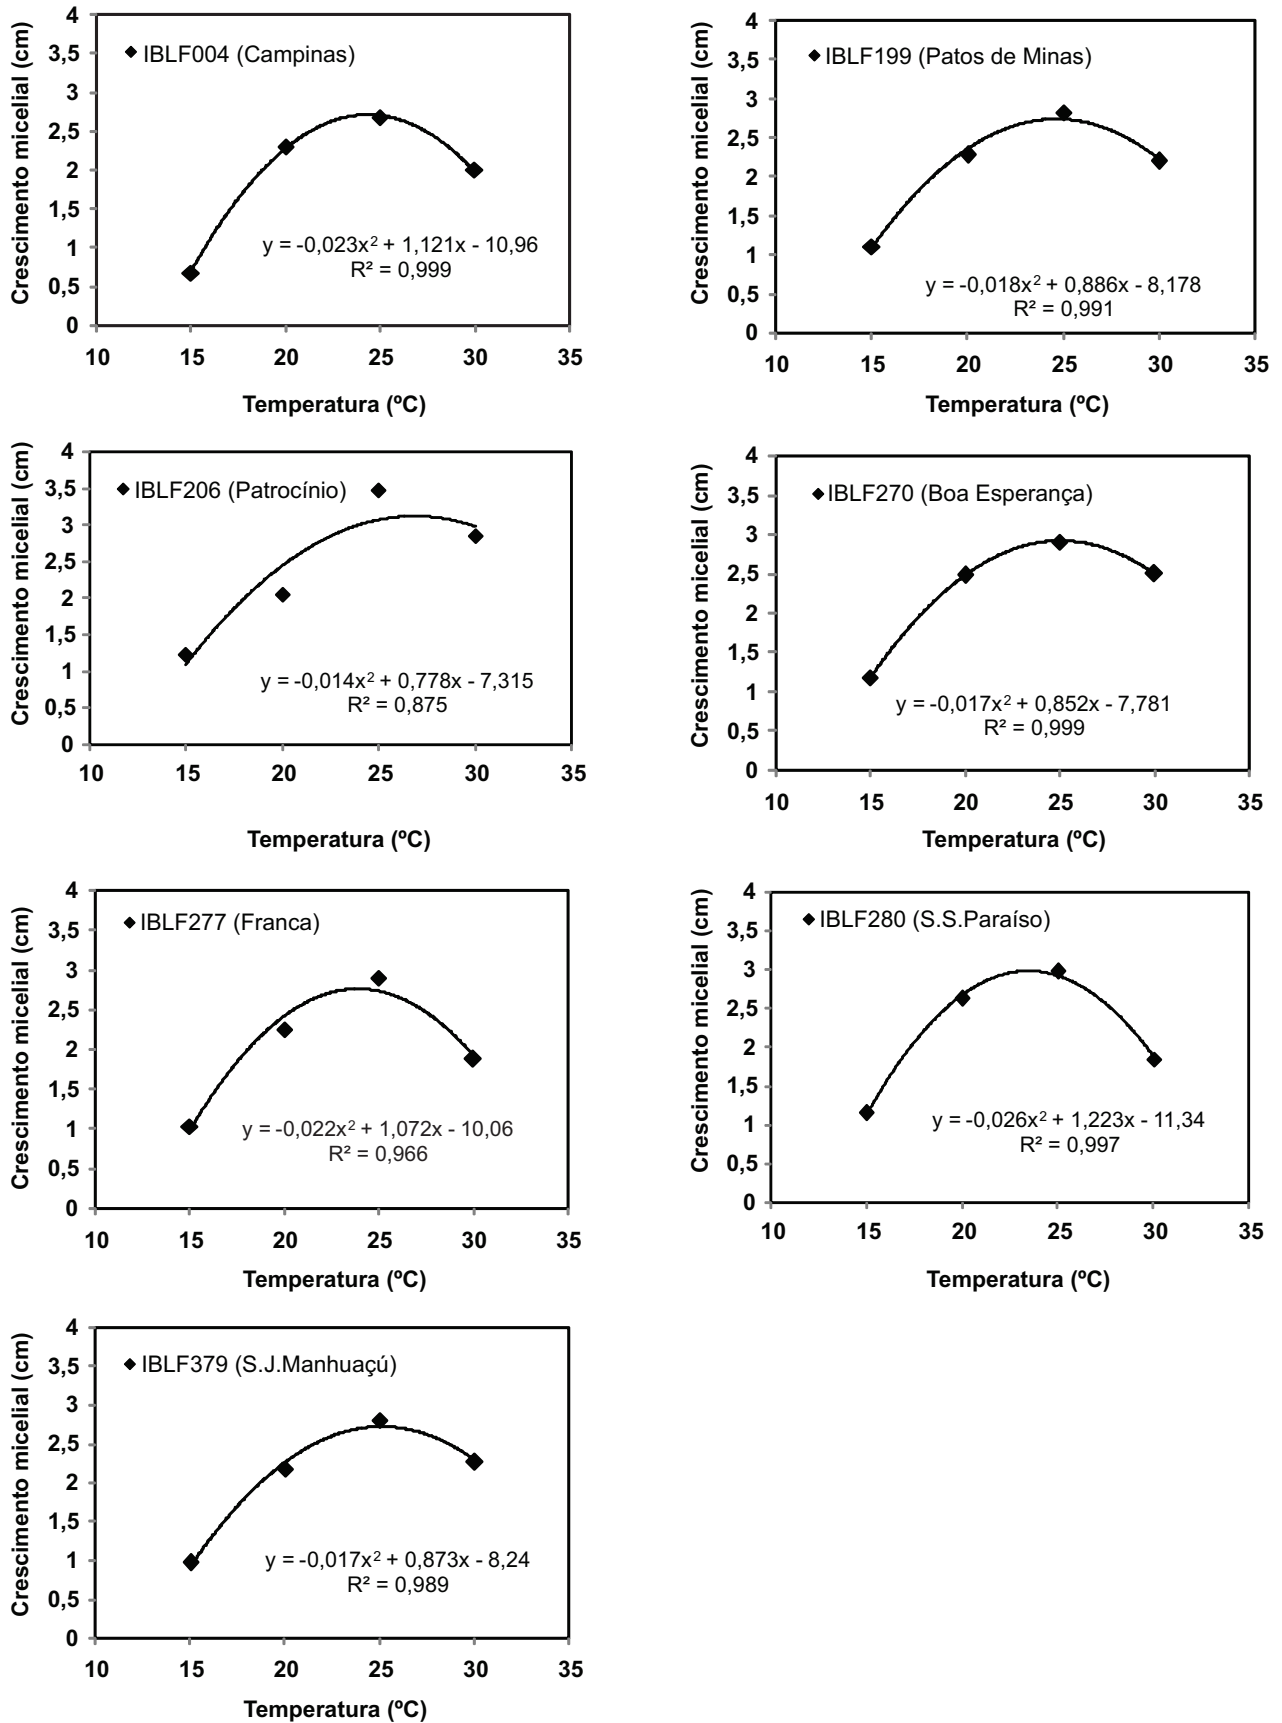 Crescimento micelial (cm)
4
3,5
3
2,5
2
1,5
1
0,5
0
IBLF004 (Campinas)
y = -0,023x² + 1,121x - 10,96
R² = 0,999
10 15 20 25 30 35
Temperatura (ºC)
Crescimento micelial (cm)
4
3,5
3
2,5
2
1,5
1
0,5
0
IBLF199 (Patos de Minas)
y = -0,018x² + 0,886x - 8,178
R² = 0,991
10 15 20 25 30 35
Temperatura (ºC)
Crescimento micelial (cm)
4
3,5
3
2,5
2
1,5
1
0,5
0
IBLF206 (Patrocínio)
y = -0,014x² + 0,778x - 7,315
R² = 0,875
10 15 20 25 30 35
Temperatura (ºC)
Crescimento micelial (cm)
4
3,5
3
2,5
2
1,5
1
0,5
0
IBLF270 (Boa Esperança)
y = -0,017x² + 0,852x - 7,781
R² = 0,999
10 15 20 25 30 35
Temperatura (ºC)
Crescimento micelial (cm)
4
3,5
3
2,5
2
1,5
1
0,5
0
IBLF277 (Franca)
y = -0,022x² + 1,072x - 10,06
R² = 0,966
10 15 20 25 30 35
Temperatura (ºC)
Crescimento micelial (cm)
4
3,5
3
2,5
2
1,5
1
0,5
0
IBLF280 (S.S.Paraíso)
y = -0,026x² + 1,223x - 11,34
R² = 0,997
10 15 20 25 30 35
Temperatura (ºC)
Crescimento micelial (cm)
4
3,5
3
2,5
2
1,5
1
0,5
0
IBLF379 (S.J.Manhuaçú)
y = -0,017x² + 0,873x - 8,24
R² = 0,989
10 15 20 25 30 35
Temperatura (ºC)